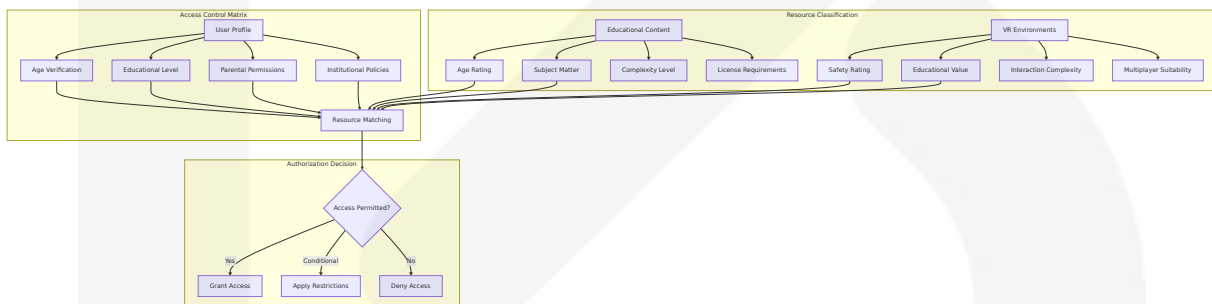 Access Control Matrix
Resource Classification
User Profile
Educational Content
VR Environments
Age Verification
Educational Level
Parental Permissions
Institutional Policies
Age Rating
Subject Matter
Complexity Level
License Requirements
Safety Rating
Educational Value
Interaction Complexity
Multiplayer Suitability
Resource Matching
Authorization Decision
Access Permitted?
Yes
Conditional
No
Grant Access
Apply Restrictions
Deny Access